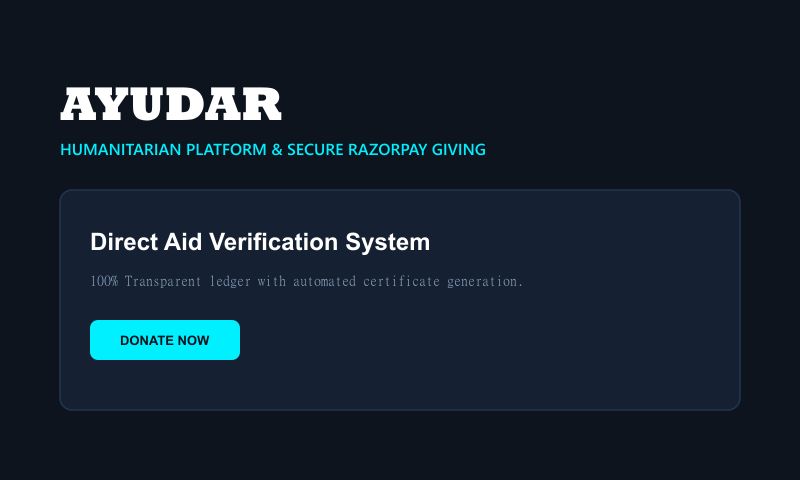 AYUDAR
HUMANITARIAN PLATFORM & SECURE RAZORPAY GIVING
Direct Aid Verification System
100% Transparent ledger with automated certificate generation.
DONATE NOW